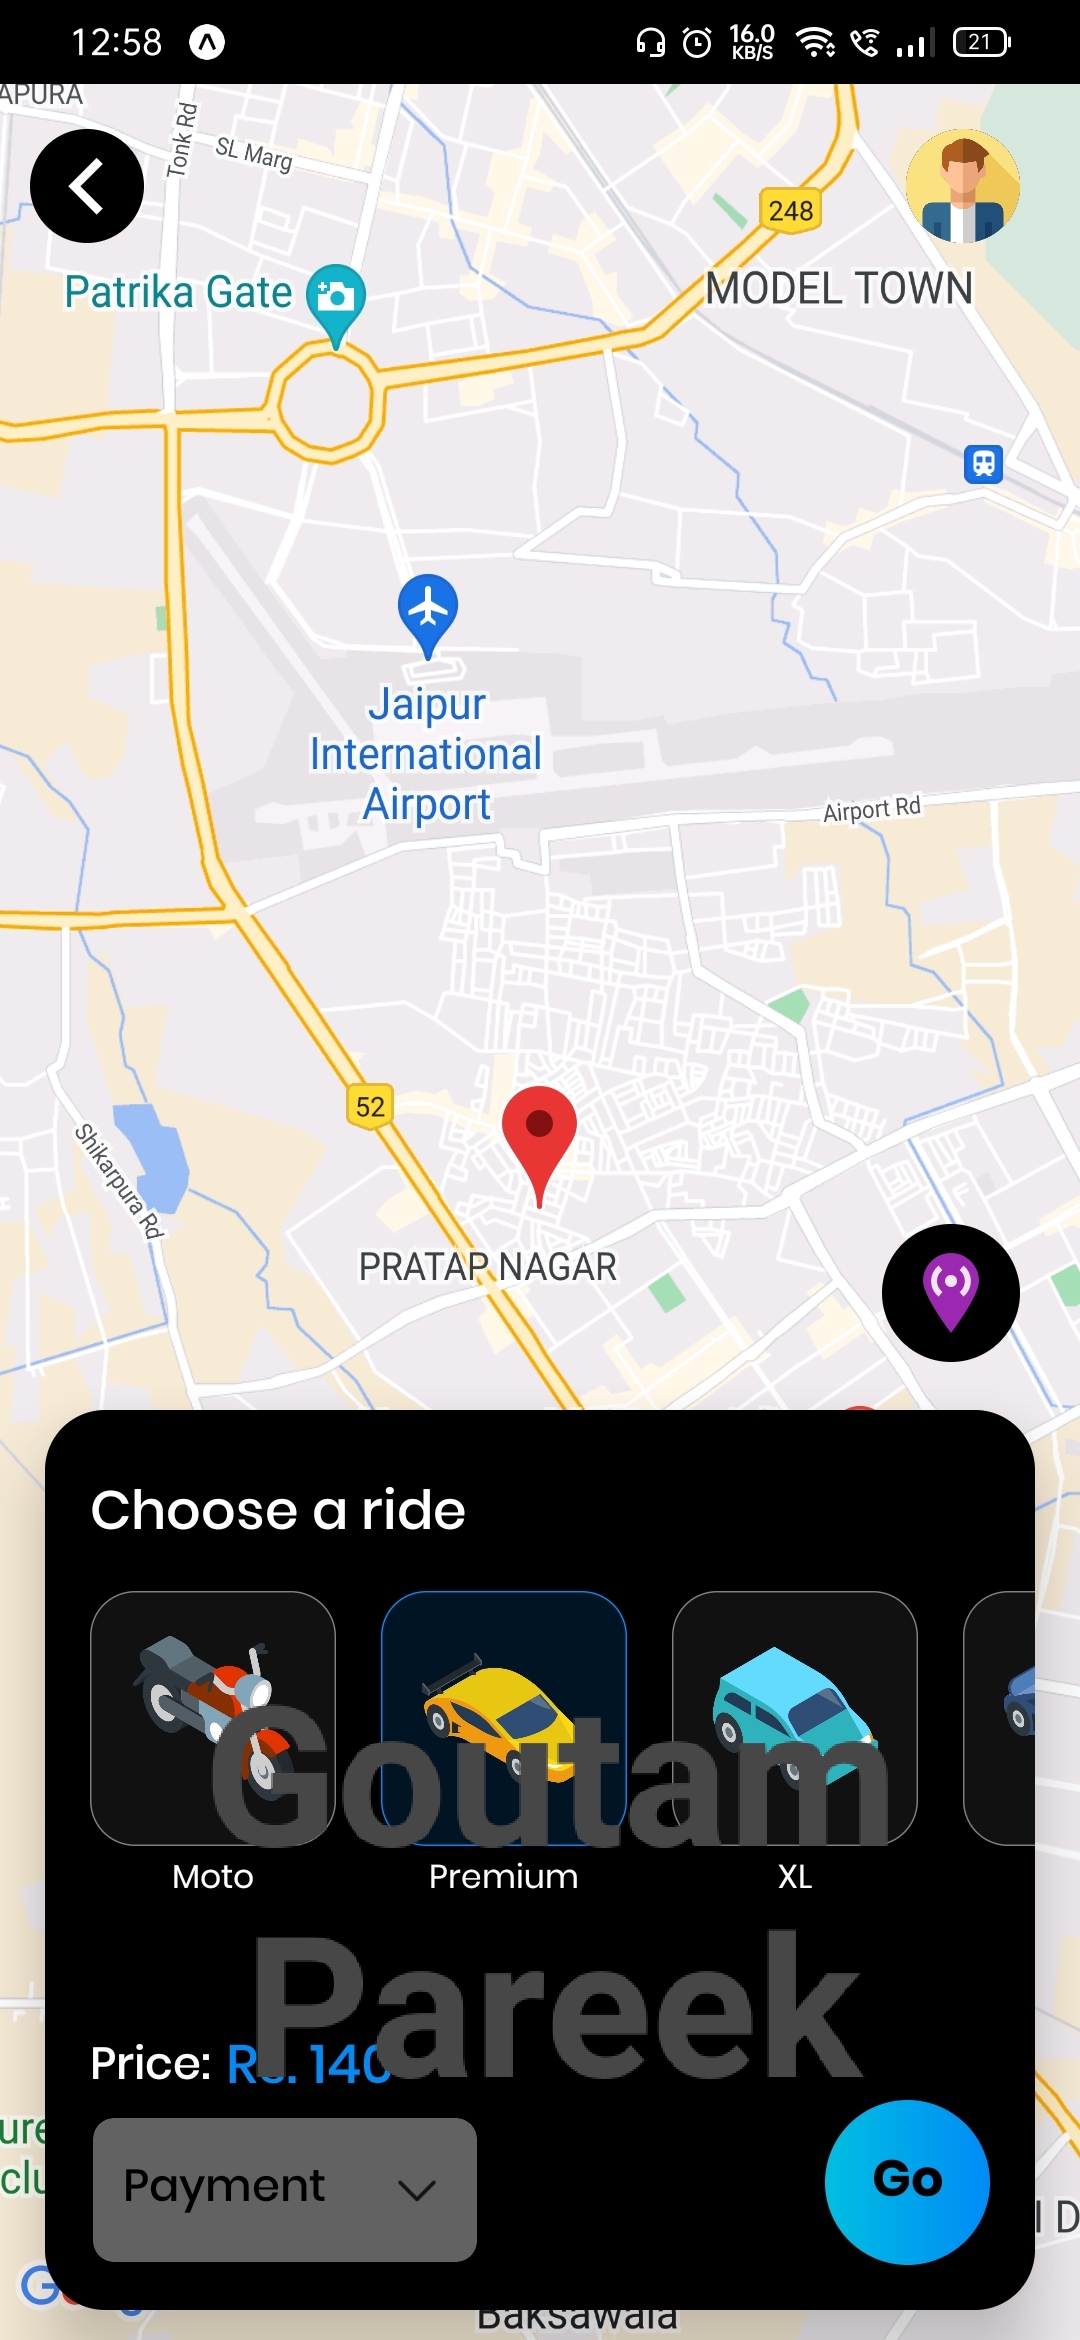 12:58
16.0
KB/S
21
APURA
Tonk Rd
SL Marg
248
Patrika Gate
MODEL TOWN
Jaipur
International
Airport
Airport Rd
52
Shikarpura Rd
PRATAP NAGAR
Choose a ride
Goutam
Moto
Premium
XL
Pareek
Price: Rs. 140
ure
clu
Payment
Go
I D
Baksawala